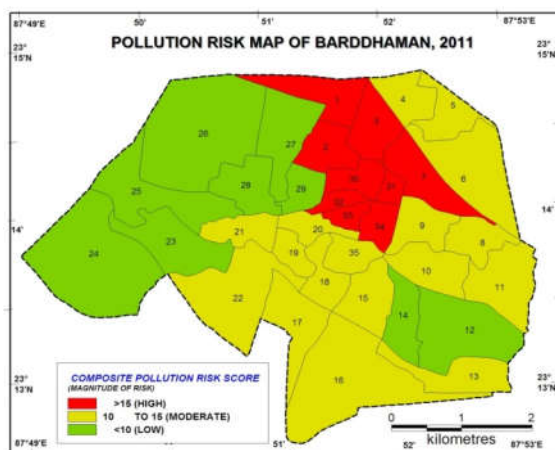 87°49'E 50' 51' 52' 87°53'E
POLLUTION RISK MAP OF BARDDHAMAN, 2011
23°
15'N
23°
15'N
1
4
5
3
2
26
27
7
6
30
31
28
29
25
32
33
34
14'
14'
9
8
20
21
23
24
19
35
10
18
11
22
15
14
12
17
16
13
COMPOSITE POLLUTION RISK SCORE
(MAGNITUDE OF RISK)
>15 (HIGH)
10 TO 15 (MODERATE)
<10 (LOW)
23°
13'N
23°
13'N
0 1 2
kilometres
87°49'E 51' 52' 87°53'E